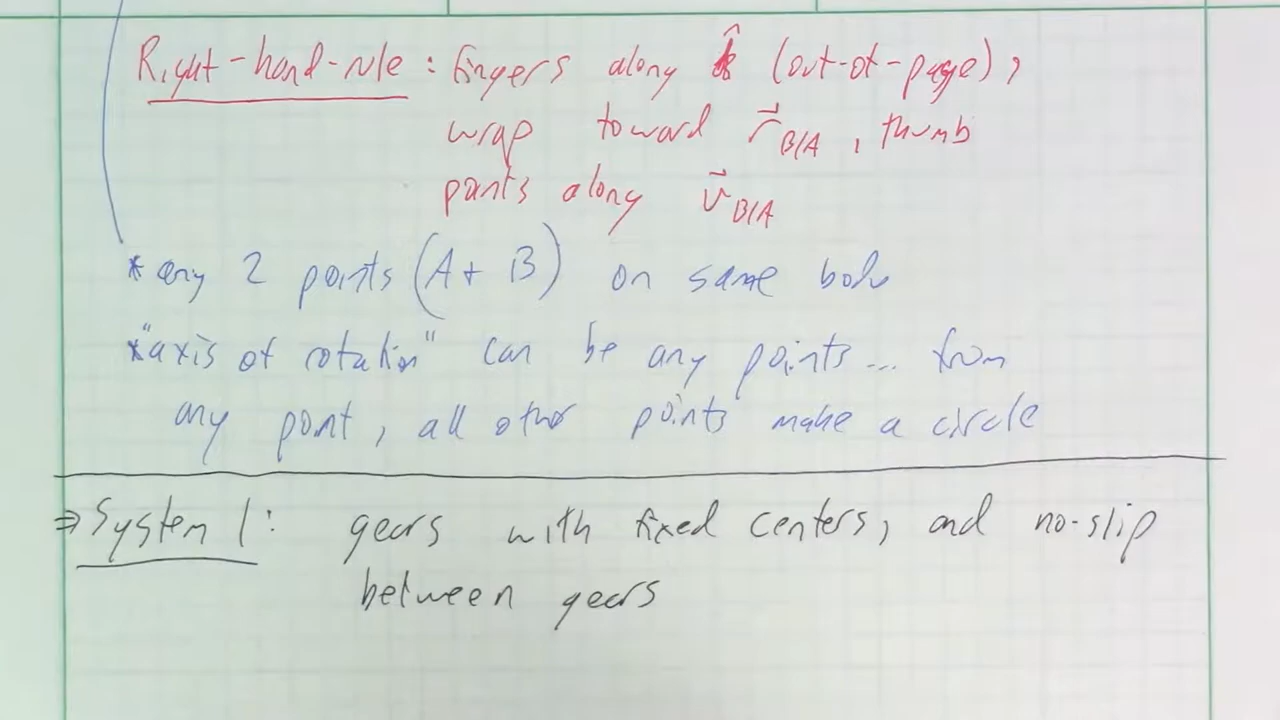 Right-hand-rule : fingers along k̂ (out-of-page),
wrap toward r⃗ B/A , thumb
points along v⃗ B/A
* any 2 points (A + B) on same body
* "axis of rotation" can be any points... from
any point, all other points make a circle
⇒ System 1: gears with fixed centers, and no-slip
between gears